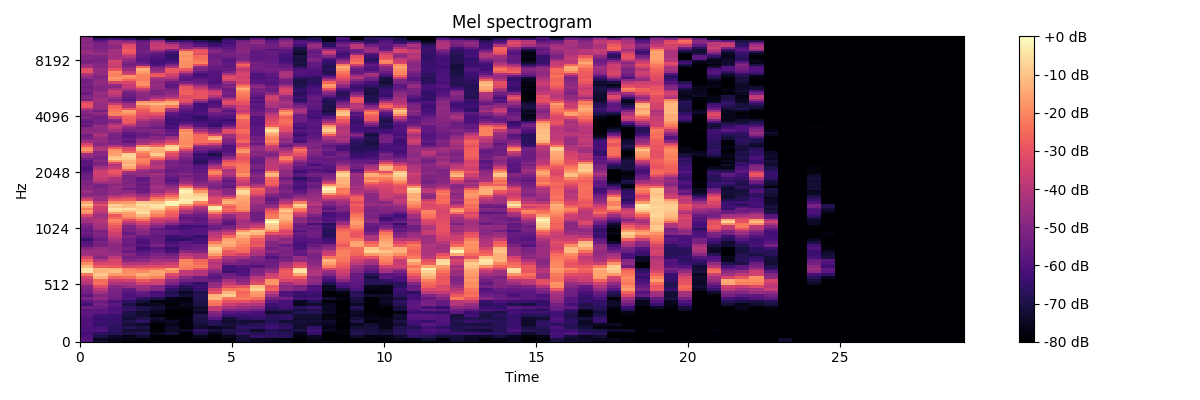 Mel spectrogram
Hz
8192
4096
2048
1024
512
0
0 5 10 15 20 25
Time
+0 dB
-10 dB
-20 dB
-30 dB
-40 dB
-50 dB
-60 dB
-70 dB
-80 dB